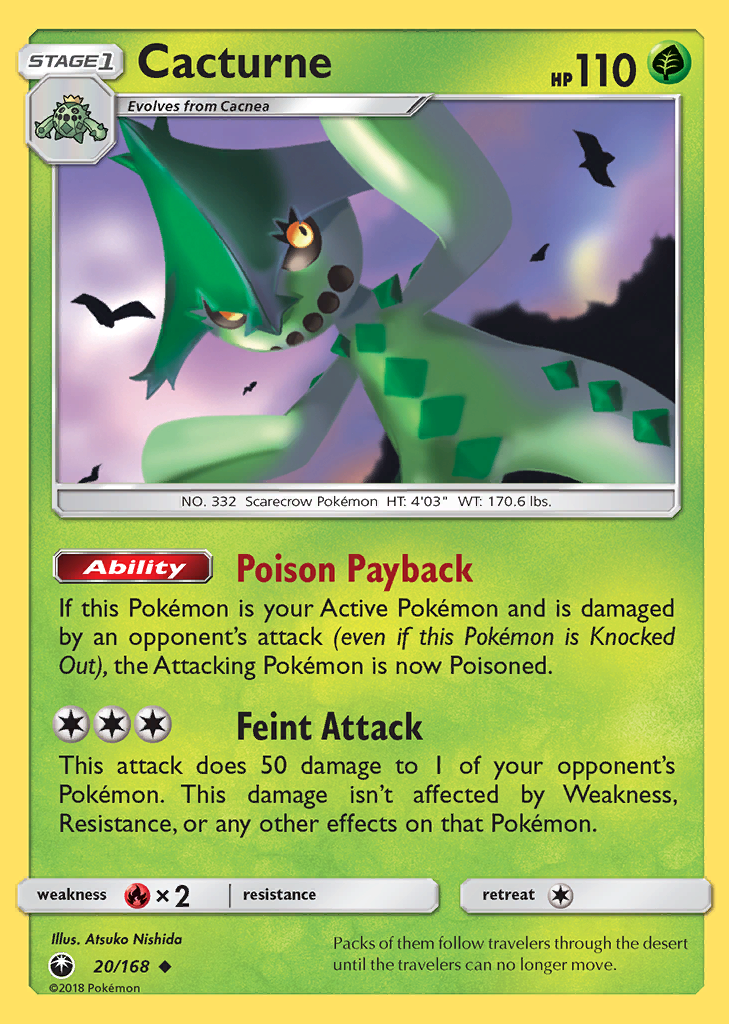 STAGE1 Cacturne HP110
Evolves from Cacnea
NO. 332 Scarecrow Pokémon HT: 4'03" WT: 170.6 lbs.
Ability Poison Payback
If this Pokémon is your Active Pokémon and is damaged
by an opponent's attack (even if this Pokémon is Knocked
Out), the Attacking Pokémon is now Poisoned.
Feint Attack
This attack does 50 damage to 1 of your opponent's
Pokémon. This damage isn't affected by Weakness,
Resistance, or any other effects on that Pokémon.
weakness ×2 resistance retreat
Illus. Atsuko Nishida
20/168
©2018 Pokémon
Packs of them follow travelers through the desert
until the travelers can no longer move.